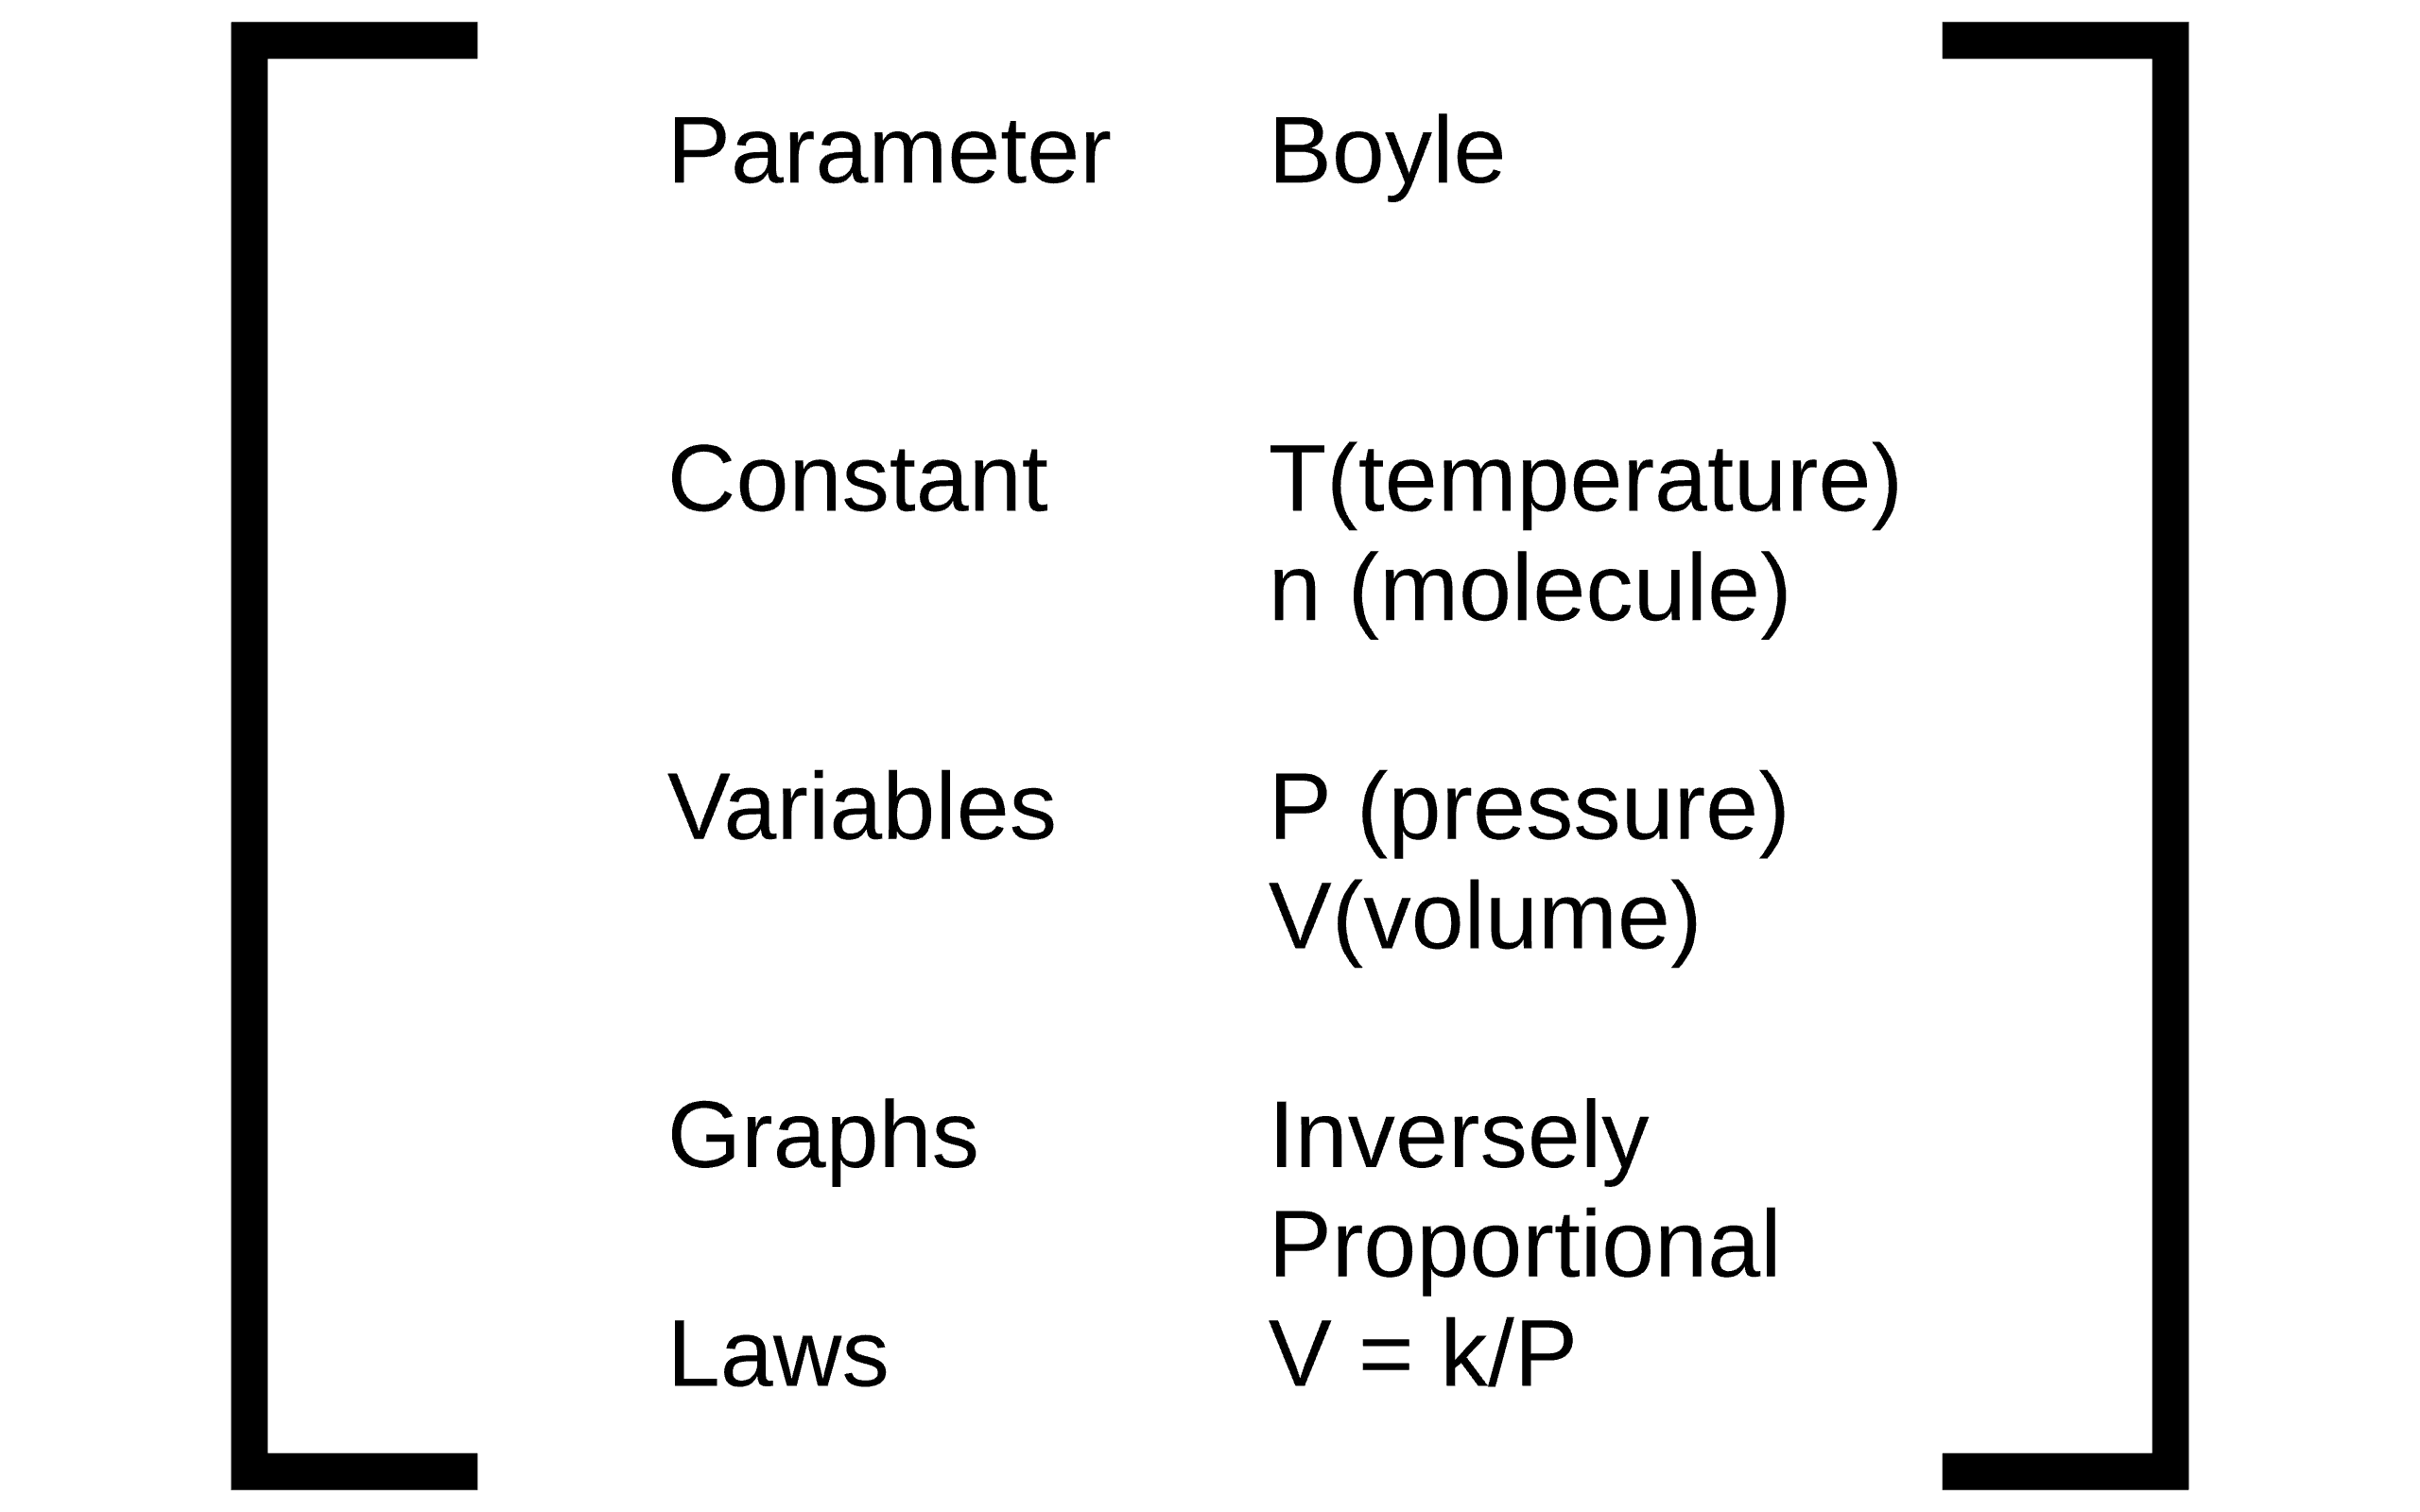 Parameter Boyle
Constant T(temperature)
n (molecule)
Variables P (pressure)
V(volume)
Graphs Inversely
Proportional
Laws V = k/P